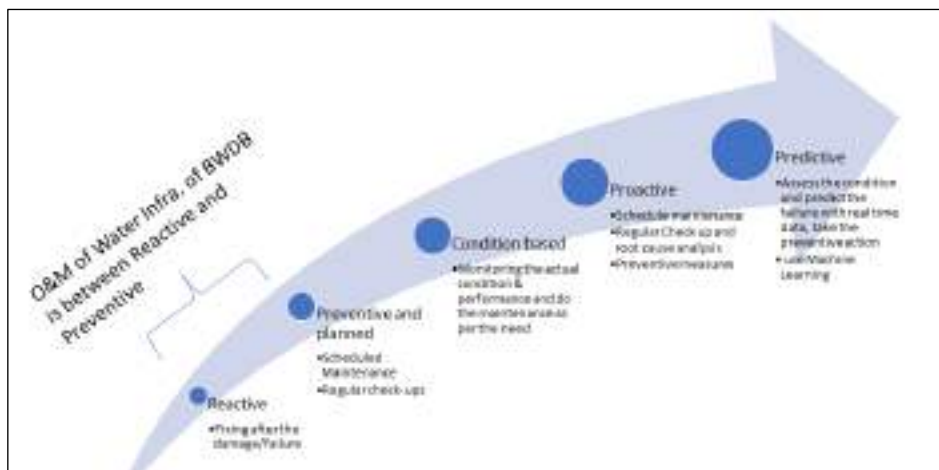 O&M of Water Infra. of BWDB
is between Reactive and
Preventive
Reactive
•Fixing after the
damage/Failure
Preventive and
planned
•Scheduled
Maintenance
•Regular check-ups
Condition based
•Monitoring the actual
condition &
performance and do
the maintenance as
per the need
Proactive
•Schedule maintenance
•Regular Check up and
root cause analysis
•Preventive measures
Predictive
•Assess the condition
and predict the
failure with real time
data, take the
preventive action
• use Machine
Learning